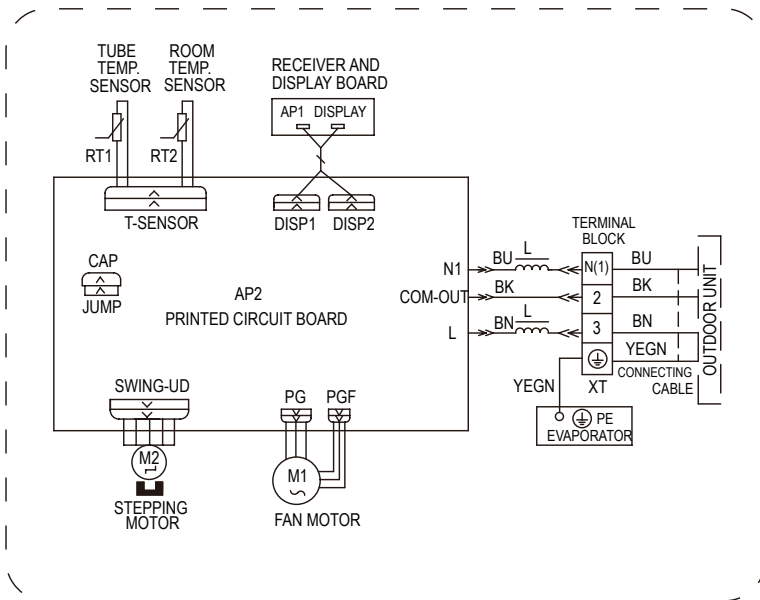 TUBE
TEMP.
SENSOR
ROOM
TEMP.
SENSOR
RECEIVER AND
DISPLAY BOARD
AP1 DISPLAY
RT1
RT2
T-SENSOR
DISP1
DISP2
CAP
JUMP
AP2
PRINTED CIRCUIT BOARD
N1
COM-OUT
L
BU
L
BK
BN
L
TERMINAL
BLOCK
N(1)
2
3
XT
BU
BK
BN
YEGN
CONNECTING
CABLE
OUTDOOR UNIT
YEGN
PE
EVAPORATOR
SWING-UD
M2
STEPPING
MOTOR
PG
PGF
M1
FAN MOTOR